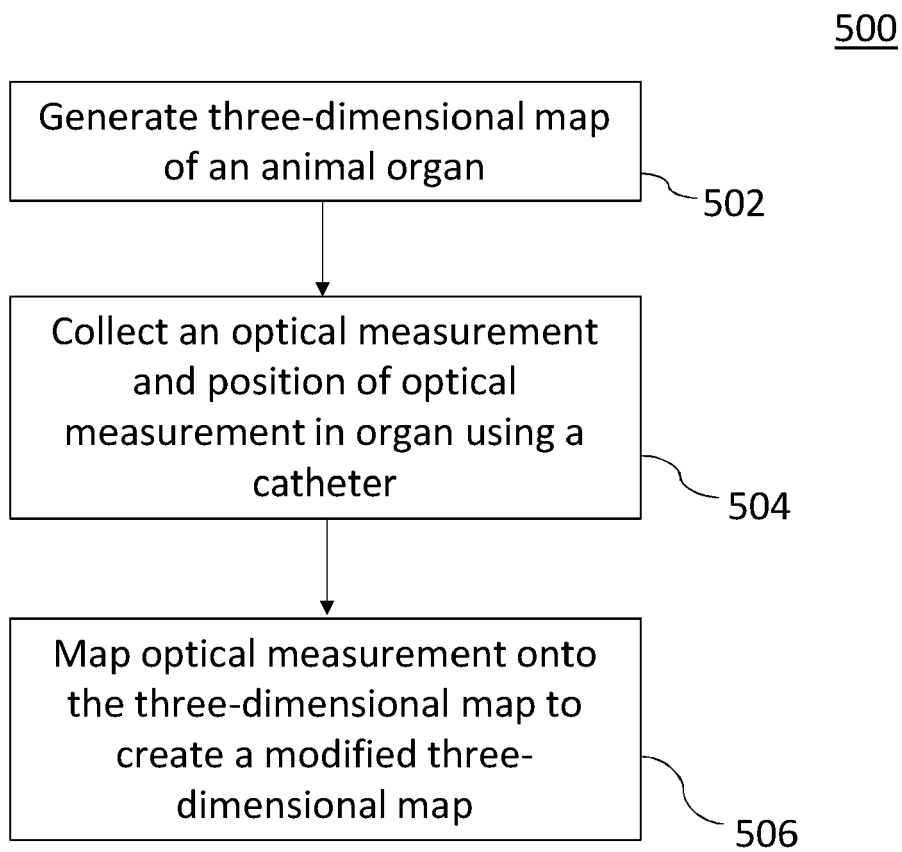 500
Generate three-dimensional map
of an animal organ
502
Collect an optical measurement
and position of optical
measurement in organ using a
catheter
504
Map optical measurement onto
the three-dimensional map to
create a modified three-
dimensional map
506